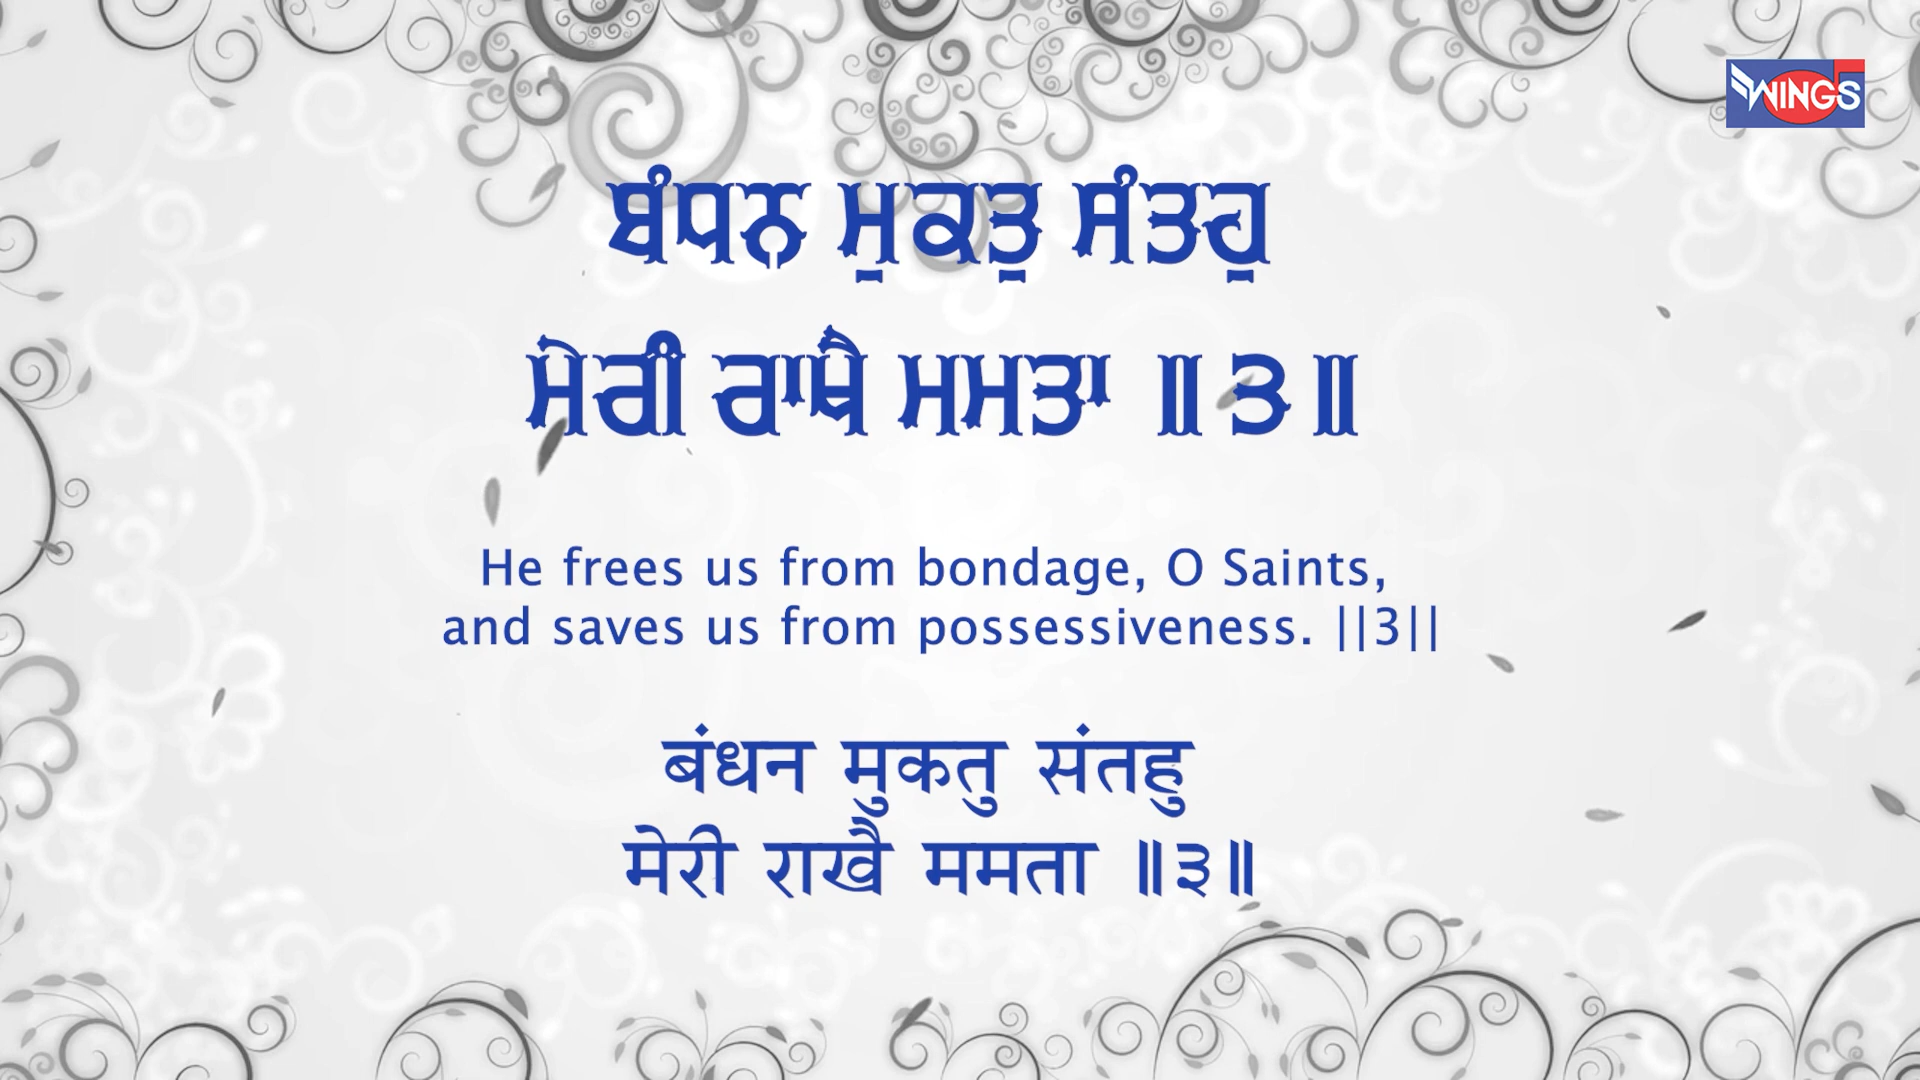 WINGS
ਬੰਧਨ ਮੁਕਤੁ ਸੰਤਹੁ
ਮੇਰੀ ਰਾਖੈ ਮਮਤਾ ॥੩॥
He frees us from bondage, O Saints,
and saves us from possessiveness. ||3||
बंधन मुकतु संतहु
मेरी राखै ममता ॥३॥